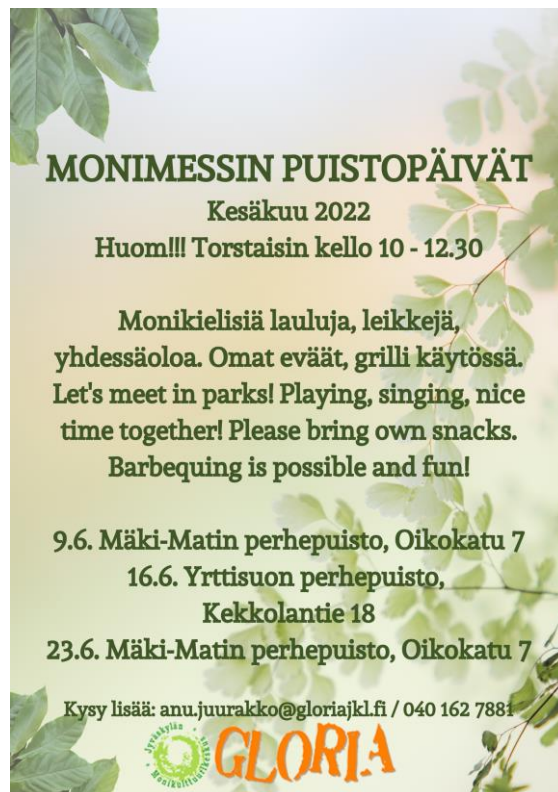 MONIMESSIN PUISTOPÄIVÄT
Kesäkuu 2022
Huom!!! Torstaisin kello 10 - 12.30
Monikielisiä lauluja, leikkejä,
yhdessäoloa. Omat eväät, grilli käytössä.
Let's meet in parks! Playing, singing, nice
time together! Please bring own snacks.
Barbequing is possible and fun!
9.6. Mäki-Matin perhepuisto, Oikokatu 7
16.6. Yrttisuon perhepuisto,
Kekkolantie 18
23.6. Mäki-Matin perhepuisto, Oikokatu 7
Kysy lisää: anu.juurakko@gloriajkl.fi / 040 162 7881
Jyväskylän
Monikulttuurikeskus
GLORIA